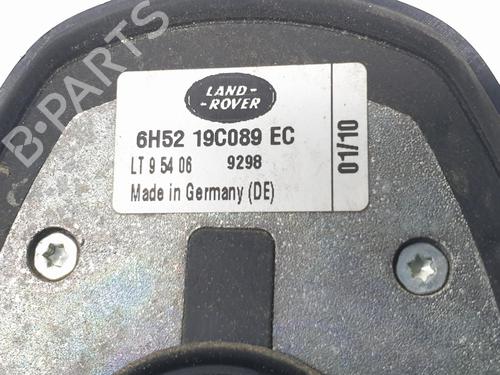 LAND-
-ROVER
6H52 19C089 EC
LT 9 54 06 9298
Made in Germany (DE)
01/10
B-PARTS